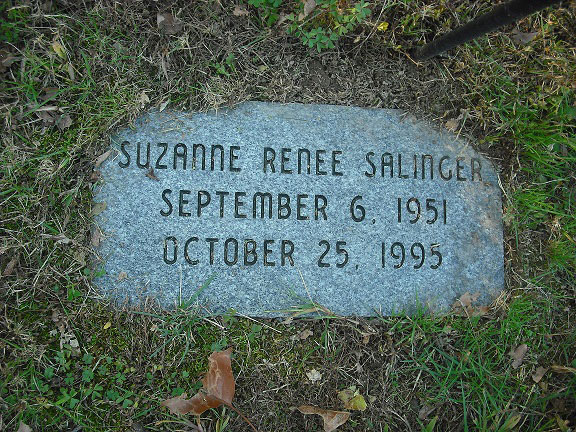 SUZANNE RENEE SALINGER
SEPTEMBER 6, 1951
OCTOBER 25, 1995